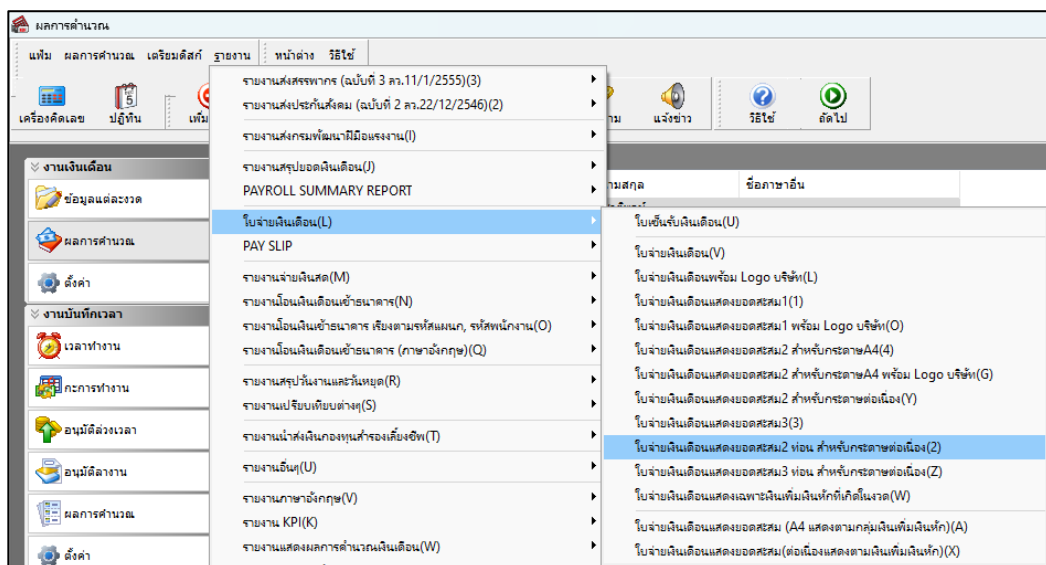 ผลการคำนวณ
แฟ้ม ผลการคำนวณ เตรียมดิสก์ รายงาน หน้าต่าง วิธีใช้
เครื่องคิดเลข ปฏิทิน แจ้งข่าว วิธีใช้ ถัดไป
งานเงินเดือน
ข้อมูลแต่ละงวด
ผลการคำนวณ
ตั้งค่า
งานบันทึกเวลา
เวลาทำงาน
กะการทำงาน
อนุมัติล่วงเวลา
อนุมัติลางาน
ผลการคำนวณ
ตั้งค่า
รายงานส่งสรรพากร (ฉบับที่ 3 ลว.11/1/2555)(3)
รายงานส่งประกันสังคม (ฉบับที่ 2 ลว.22/12/2546)(2)
รายงานส่งกรมพัฒนาฝีมือแรงงาน(I)
รายงานสรุปยอดเงินเดือน(J)
PAYROLL SUMMARY REPORT
ใบจ่ายเงินเดือน(L)
PAY SLIP
รายงานจ่ายเงินสด(M)
รายงานโอนเงินเดือนเข้าธนาคาร(N)
รายงานโอนเงินเข้าธนาคาร เรียงตามรหัสแผนก, รหัสพนักงาน(O)
รายงานโอนเงินเดือนเข้าธนาคาร (ภาษาอังกฤษ)(Q)
รายงานสรุปวันงานและวันหยุด(R)
รายงานเปรียบเทียบต่างๆ(S)
รายงานนำส่งเงินกองทุนสำรองเลี้ยงชีพ(T)
รายงานอื่นๆ(U)
รายงานภาษาอังกฤษ(V)
รายงาน KPI(K)
รายงานแสดงผลการคำนวณเงินเดือน(W)
ชื่อภาษาอื่น
ใบเซ็นรับเงินเดือน(U)
ใบจ่ายเงินเดือน(V)
ใบจ่ายเงินเดือนพร้อม Logo บริษัท(L)
ใบจ่ายเงินเดือนแสดงยอดสะสม1(1)
ใบจ่ายเงินเดือนแสดงยอดสะสม1 พร้อม Logo บริษัท(O)
ใบจ่ายเงินเดือนแสดงยอดสะสม2 สำหรับกระดาษA4(4)
ใบจ่ายเงินเดือนแสดงยอดสะสม2 สำหรับกระดาษA4 พร้อม Logo บริษัท(G)
ใบจ่ายเงินเดือนแสดงยอดสะสม2 สำหรับกระดาษต่อเนื่อง(Y)
ใบจ่ายเงินเดือนแสดงยอดสะสม3(3)
ใบจ่ายเงินเดือนแสดงยอดสะสม2 ท่อน สำหรับกระดาษต่อเนื่อง(2)
ใบจ่ายเงินเดือนแสดงยอดสะสม3 ท่อน สำหรับกระดาษต่อเนื่อง(Z)
ใบจ่ายเงินเดือนแสดงเฉพาะเงินเพิ่มเงินหักที่เกิดในงวด(W)
ใบจ่ายเงินเดือนแสดงยอดสะสม (A4 แสดงตามกลุ่มเงินเพิ่มเงินหัก)(A)
ใบจ่ายเงินเดือนแสดงยอดสะสม(ต่อเนื่องแสดงตามเงินเพิ่มเงินหัก)(X)